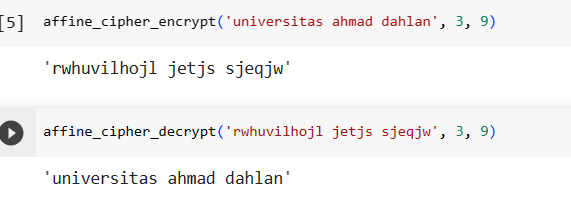 [5] affine_cipher_encrypt('universitas ahmad dahlan', 3, 9)
'rwhuvilhojl jetjs sjeqjw'
affine_cipher_decrypt('rwhuvilhojl jetjs sjeqjw', 3, 9)
'universitas ahmad dahlan'